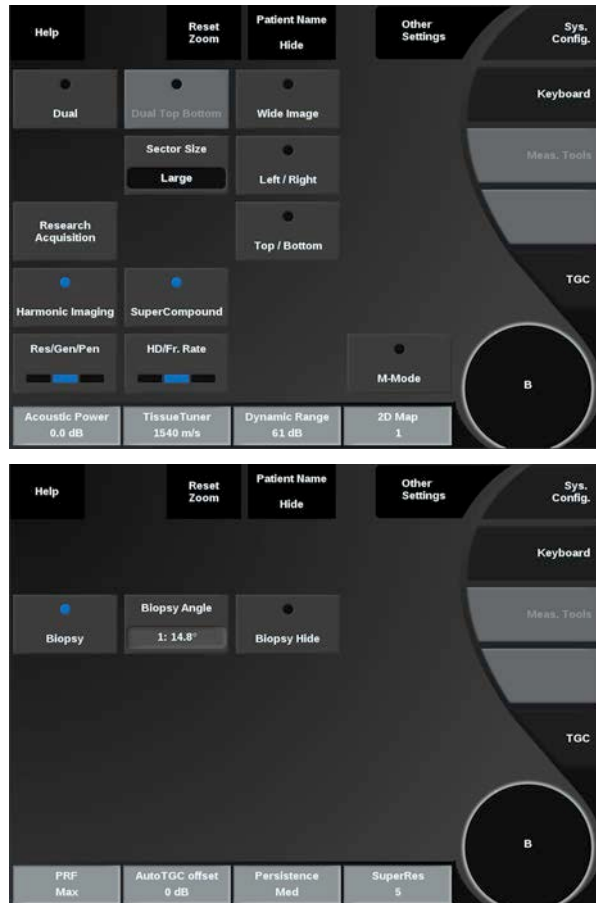 Help
Reset
Zoom
Patient Name
Hide
Other
Settings
Sys.
Config.
Keyboard
Dual
Dual Top Bottom
Wide Image
Meas. Tools
Sector Size
Large
Left / Right
Research
Acquisition
Top / Bottom
TGC
Harmonic Imaging
SuperCompound
Res/Gen/Pen
HD/Fr. Rate
M-Mode
B
Acoustic Power
0.0 dB
TissueTuner
1540 m/s
Dynamic Range
61 dB
2D Map
1
Help
Reset
Zoom
Patient Name
Hide
Other
Settings
Sys.
Config.
Keyboard
Biopsy
Biopsy Angle
1: 14.8°
Biopsy Hide
Meas. Tools
TGC
B
PRF
Max
AutoTGC offset
0 dB
Persistence
Med
SuperRes
5